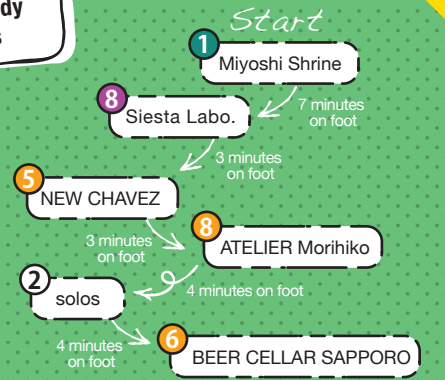 dy
s
Start
1
Miyoshi Shrine
7 minutes
on foot
8
Siesta Labo.
3 minutes
on foot
5
NEW CHAVEZ
3 minutes
on foot
8
ATELIER Morihiko
4 minutes on foot
2
solos
4 minutes
on foot
6
BEER CELLAR SAPPORO